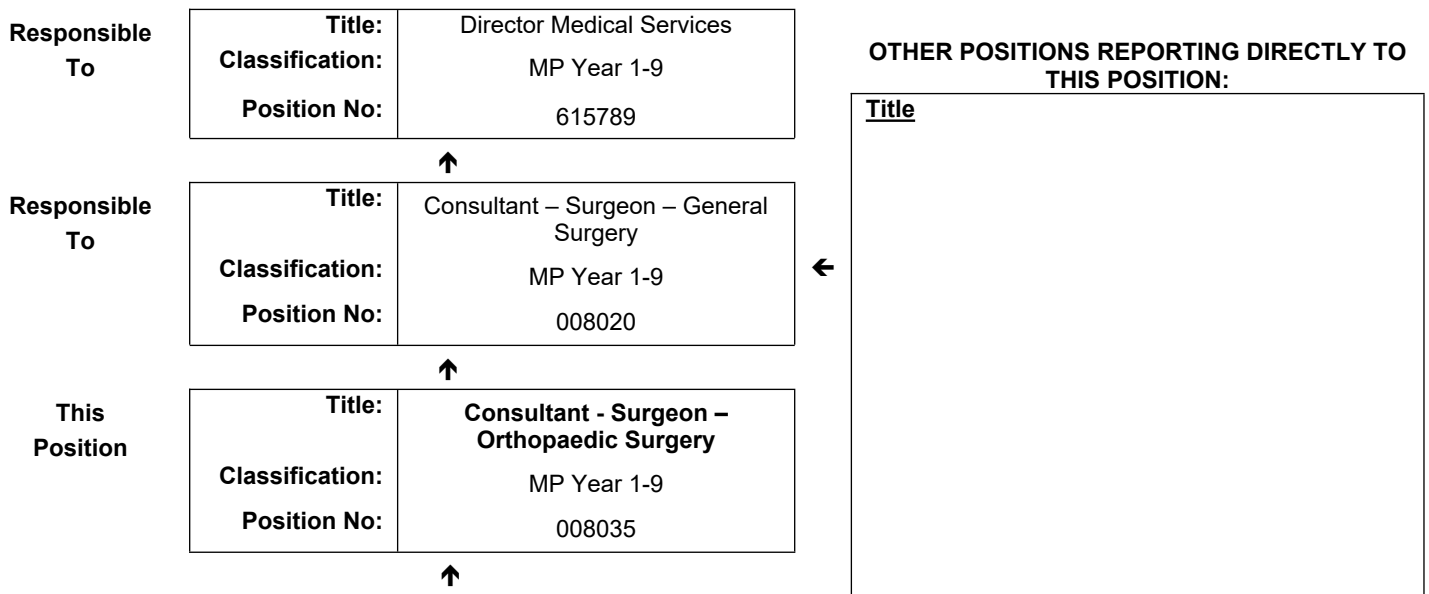 Responsible
To
Title:
Director Medical Services
Classification:
MP Year 1-9
Position No:
615789
↑
Responsible
To
Title:
Consultant – Surgeon – General
Surgery
Classification:
MP Year 1-9
Position No:
008020
↑
This
Position
Title:
Consultant - Surgeon –
Orthopaedic Surgery
Classification:
MP Year 1-9
Position No:
008035
↑
OTHER POSITIONS REPORTING DIRECTLY TO
THIS POSITION:
Title
←